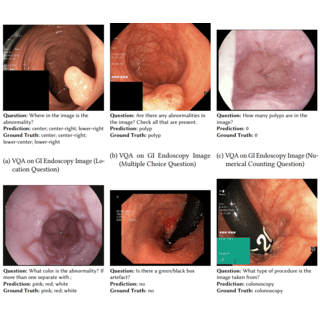 Question: Where in the image is the
abnormality?
Prediction: center; center-right; lower-right
Ground Truth: center; center-right;
lower-center; lower-right
(a) VQA on GI Endoscopy Image (Lo-
cation Question)
Question: Are there any abnormalities in
the image? Check all that are present.
Prediction: polyp
Ground Truth: polyp
(b) VQA on GI Endoscopy Image
(Multiple Choice Question)
Question: How many polyps are in the
image?
Prediction: 0
Ground Truth: 0
(c) VQA on GI Endoscopy Image (Nu-
merical Counting Question)
Question: What color is the abnormality? If
more than one separate with ;
Prediction: pink; red; white
Ground Truth: pink; red; white
Question: Is there a green/black box
artefact?
Prediction: no
Ground Truth: no
Question: What type of procedure is the
image taken from?
Prediction: colonoscopy
Ground Truth: colonoscopy